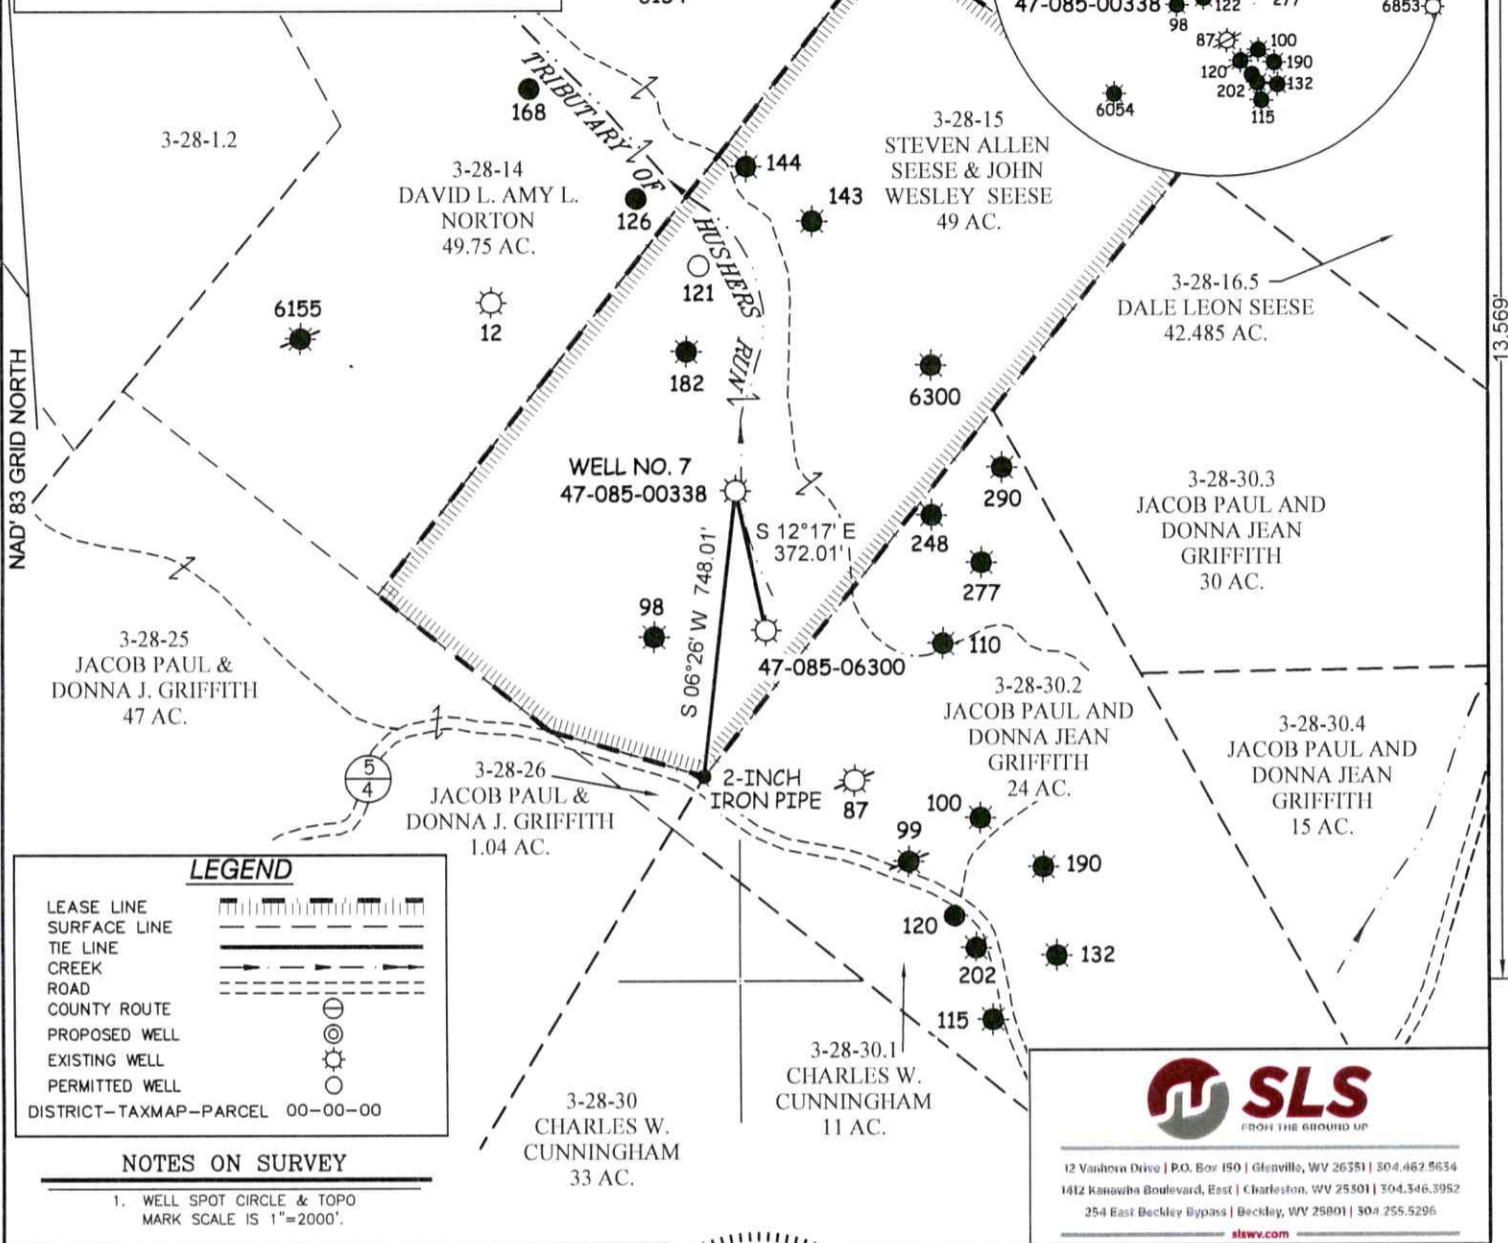 47-085-00338
98
122
277
6853
87
100
120
190
202
132
6054
115
3-28-1.2
168
TRIBUTARY OF
HUSHERS RUN
3-28-14
DAVID L. AMY L.
NORTON
49.75 AC.
126
144
143
3-28-15
STEVEN ALLEN
SEESE & JOHN
WESLEY SEESE
49 AC.
121
6155
12
182
6300
3-28-16.5
DALE LEON SEESE
42.485 AC.
13.569'
NAD'83 GRID NORTH
WELL NO. 7
47-085-00338
S 12°17' E
372.01'
S 06°26' W 748.01'
290
248
277
3-28-30.3
JACOB PAUL AND
DONNA JEAN
GRIFFITH
30 AC.
98
47-085-06300
110
3-28-25
JACOB PAUL &
DONNA J. GRIFFITH
47 AC.
3-28-30.2
JACOB PAUL AND
DONNA JEAN
GRIFFITH
24 AC.
3-28-30.4
JACOB PAUL AND
DONNA JEAN
GRIFFITH
15 AC.
5
4
3-28-26
JACOB PAUL &
DONNA J. GRIFFITH
1.04 AC.
2-INCH
IRON PIPE
87
100
99
190
120
202
132
115
3-28-30.1
CHARLES W.
CUNNINGHAM
11 AC.
3-28-30
CHARLES W.
CUNNINGHAM
33 AC.
LEGEND
LEASE LINE
SURFACE LINE
TIE LINE
CREEK
ROAD
COUNTY ROUTE
PROPOSED WELL
EXISTING WELL
PERMITTED WELL
DISTRICT-TAXMAP-PARCEL 00-00-00
NOTES ON SURVEY
1. WELL SPOT CIRCLE & TOPO
MARK SCALE IS 1"=2000'.
SLS
FROM THE GROUND UP
12 Vanhorn Drive | P.O. Box 150 | Glenville, WV 26351 | 304.462.5634
1412 Kanawha Boulevard, East | Charleston, WV 25301 | 304.346.3952
254 East Beckley Bypass | Beckley, WV 25801 | 304.255.5296
slswv.com